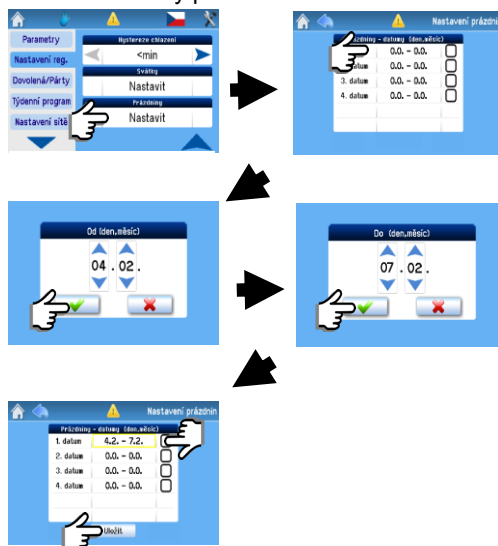 Parametry
Nastavení reg.
Dovolená/Párty
Týdenní program
Nastavení sítě
Hystereze chlazení
<min
Svátky
Nastavit
Prázdniny
Nastavit
Nastavení prázdnin
Prázdniny - datumy (den,měsíc)
0.0. - 0.0.
datum 0.0. - 0.0.
3. datum 0.0. - 0.0.
4. datum 0.0. - 0.0.
Od (den,měsíc)
04 . 02 .
Do (den,měsíc)
07 . 02 .
Nastavení prázdnin
Prázdniny - datumy (den,měsíc)
1. datum 4.2. - 7.2.
2. datum 0.0. - 0.0.
3. datum 0.0. - 0.0.
4. datum 0.0. - 0.0.
Uložit